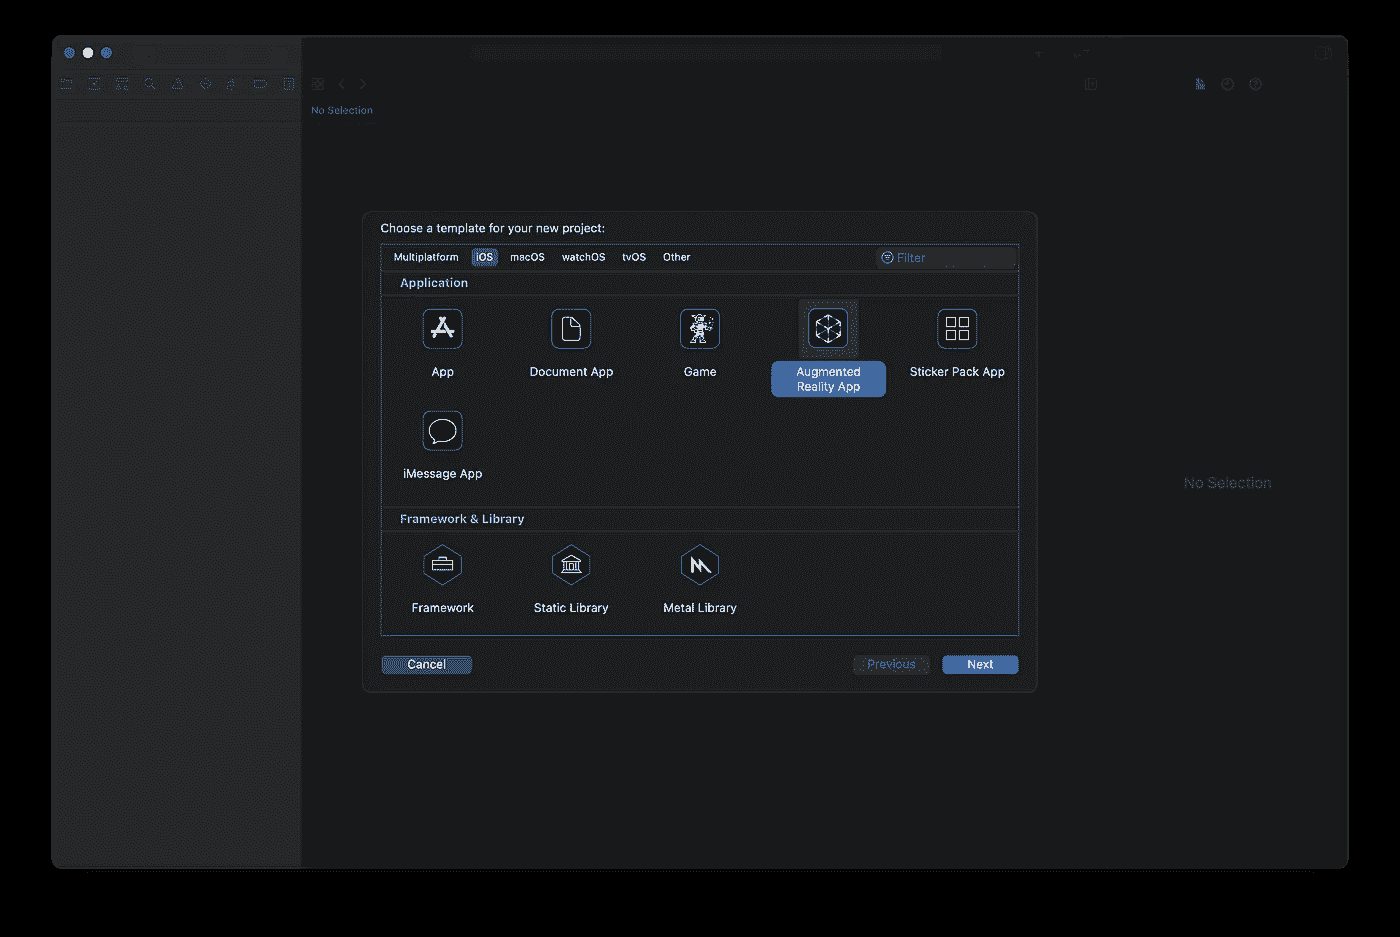 No Selection
Choose a template for your new project:
Multiplatform iOS macOS watchOS tvOS Other Filter
Application
App Document App Game Augmented Reality App Sticker Pack App
iMessage App
No Selection
Framework & Library
Framework Static Library Metal Library
Cancel Previous Next